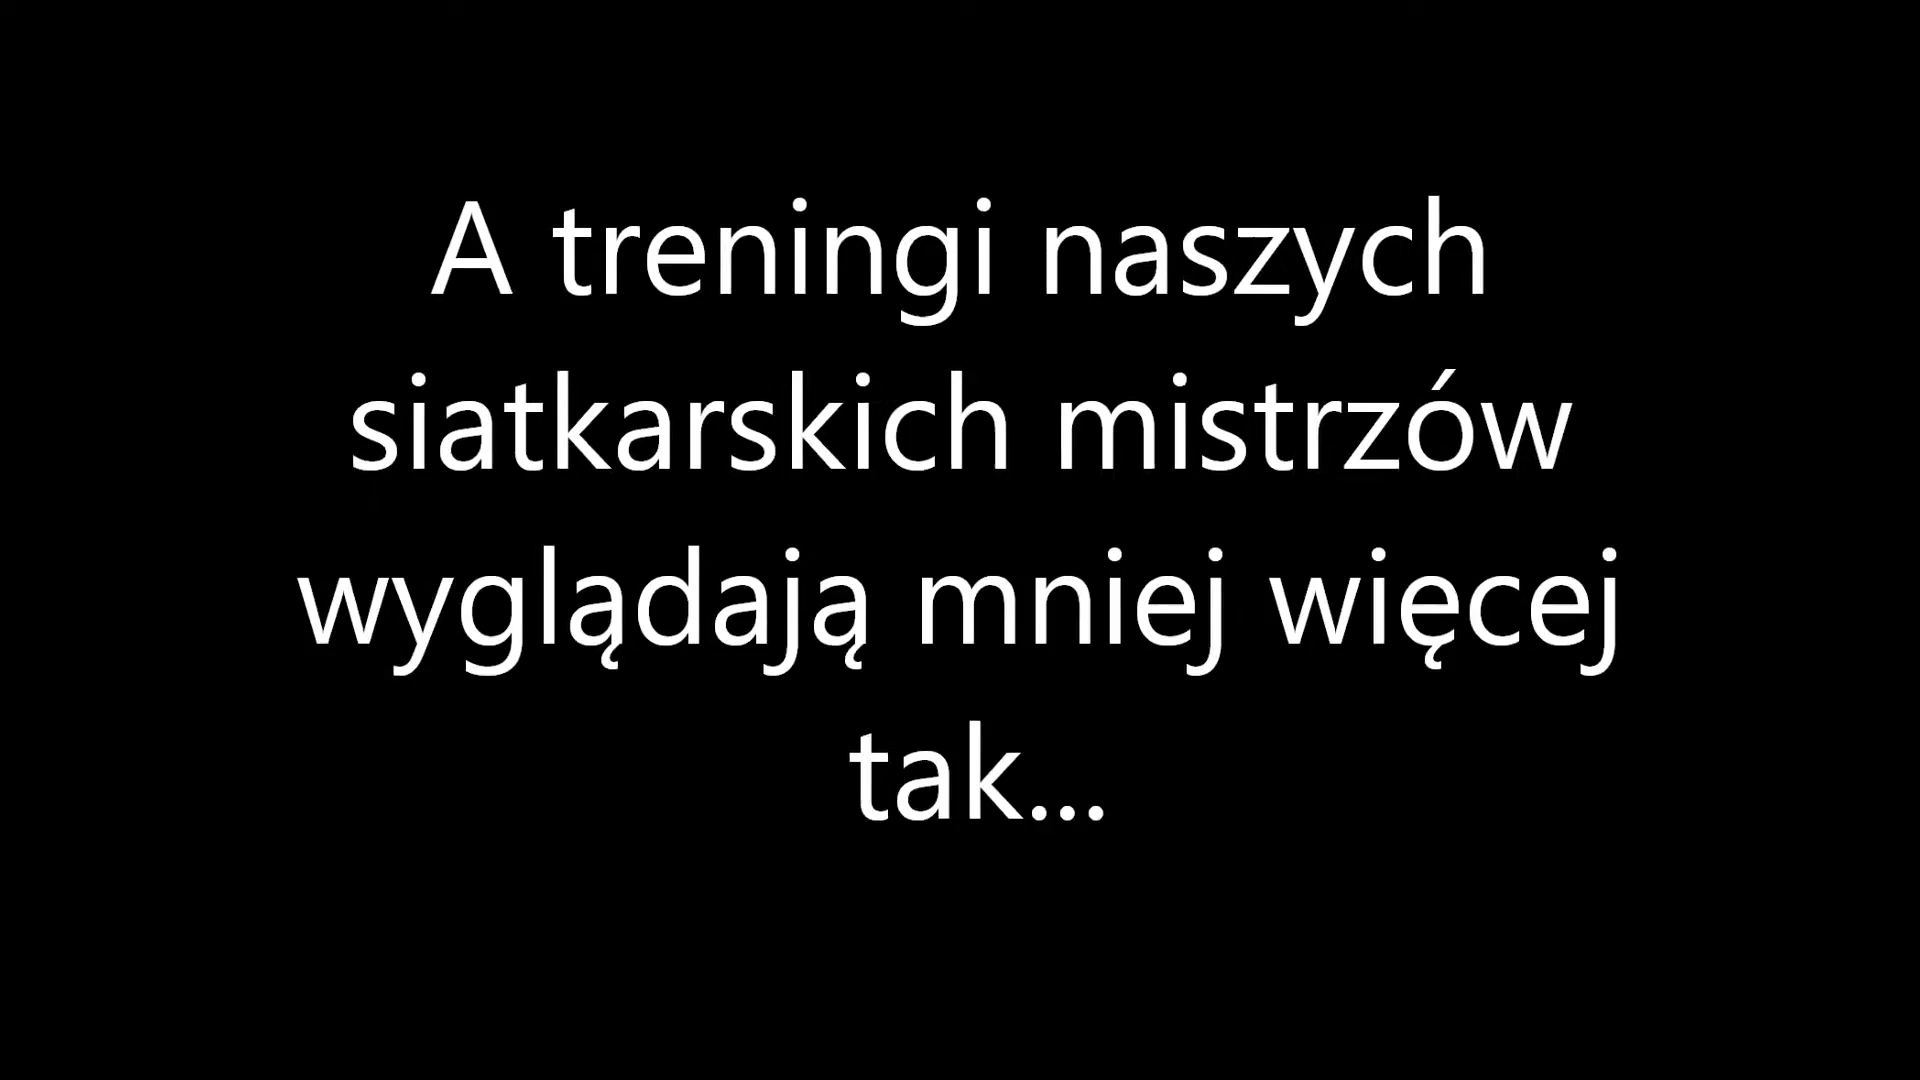 A treningi naszych
siatkarskich mistrzów
wyglądają mniej więcej
tak...